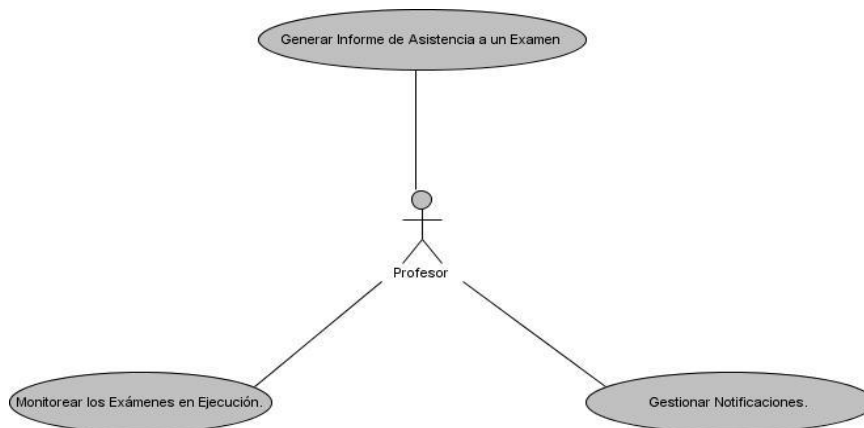 Generar Informe de Asistencia a un Examen
Profesor
Monitorear los Exámenes en Ejecución.
Gestionar Notificaciones.